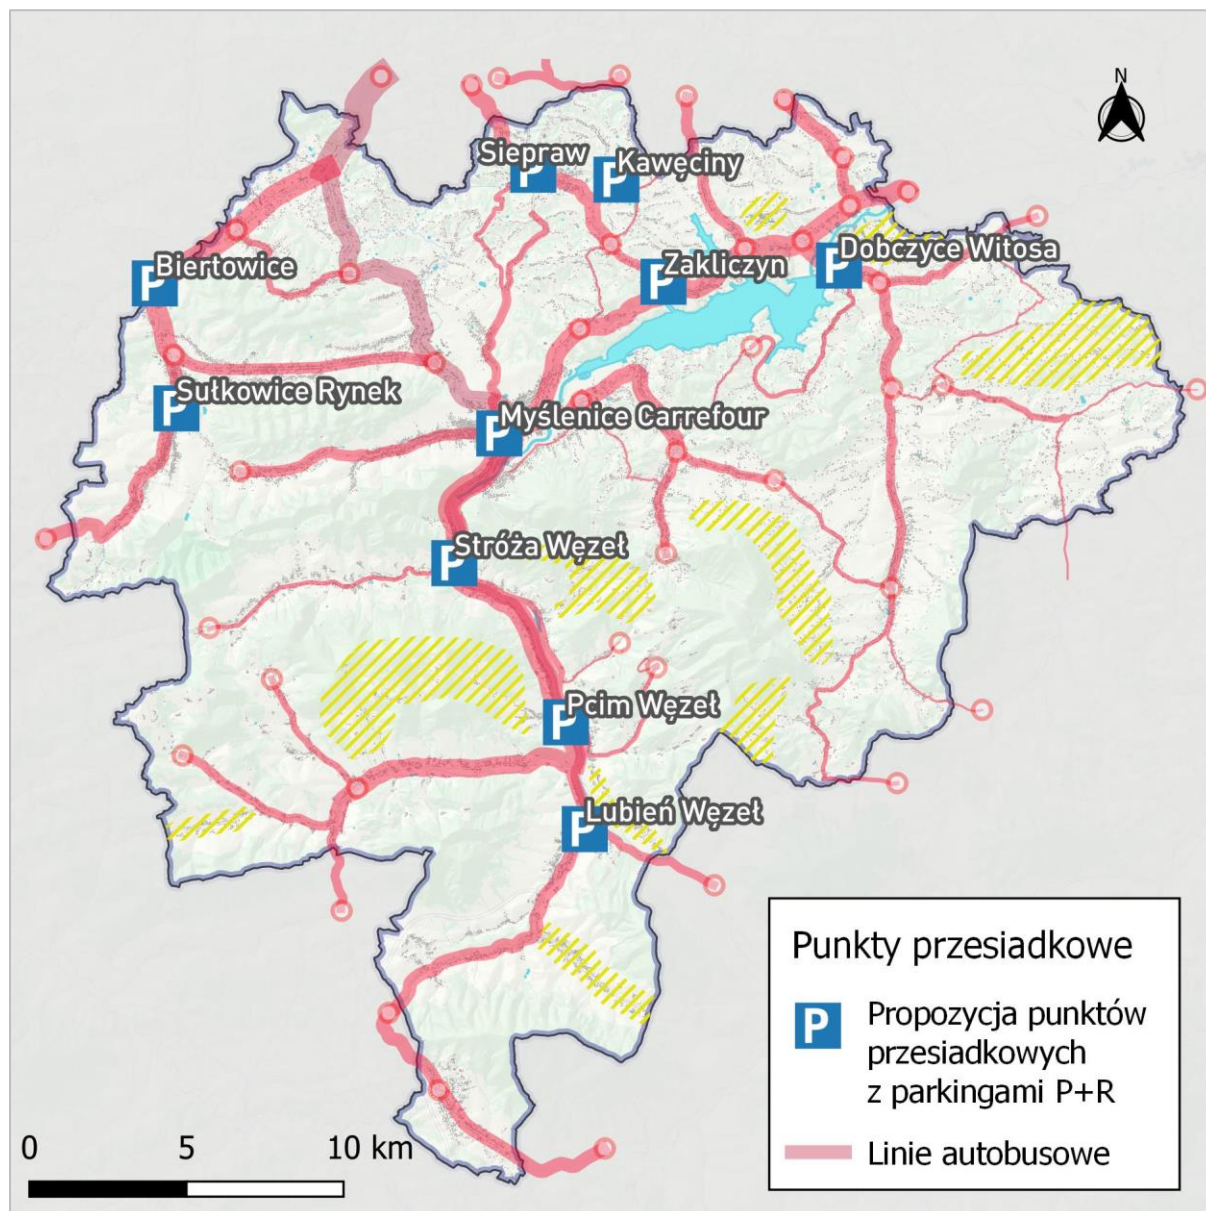 N
Siepraw
P
Kawęciny
P
Biertowice
P
Zakliczyn
P
Dobczyce Witosa
P
Sułkowice Rynek
P
Myślenice Carrefour
P
Stróża Węzeł
P
Pcim Węzeł
P
Lubień Węzeł
P
Punkty przesiadkowe
P
Propozycja punktów
przesiadkowych
z parkingami P+R
Linie autobusowe
0 5 10 km